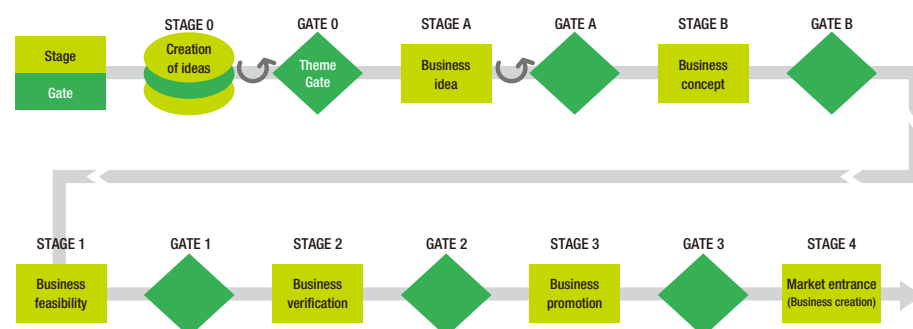 STAGE 0
GATE 0
STAGE A
GATE A
STAGE B
GATE B
Stage
Gate
Creation
of ideas
Theme
Gate
Business
idea
Business
concept
STAGE 1
GATE 1
STAGE 2
GATE 2
STAGE 3
GATE 3
STAGE 4
Business
feasibility
Business
verification
Business
promotion
Market entrance
(Business creation)